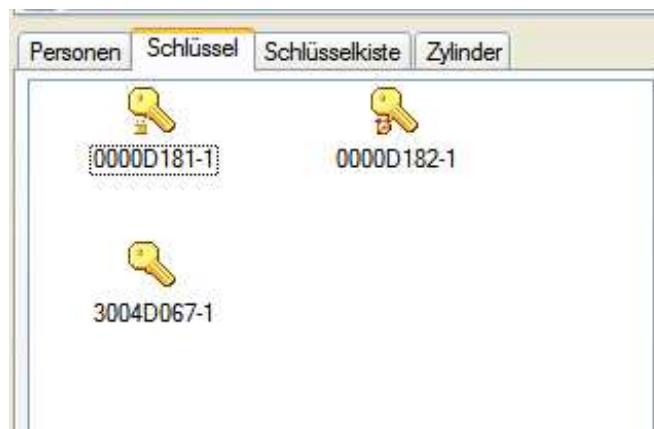 Personen Schlüssel Schlüsselkiste Zylinder
0000D181-1 0000D182-1
3004D067-1